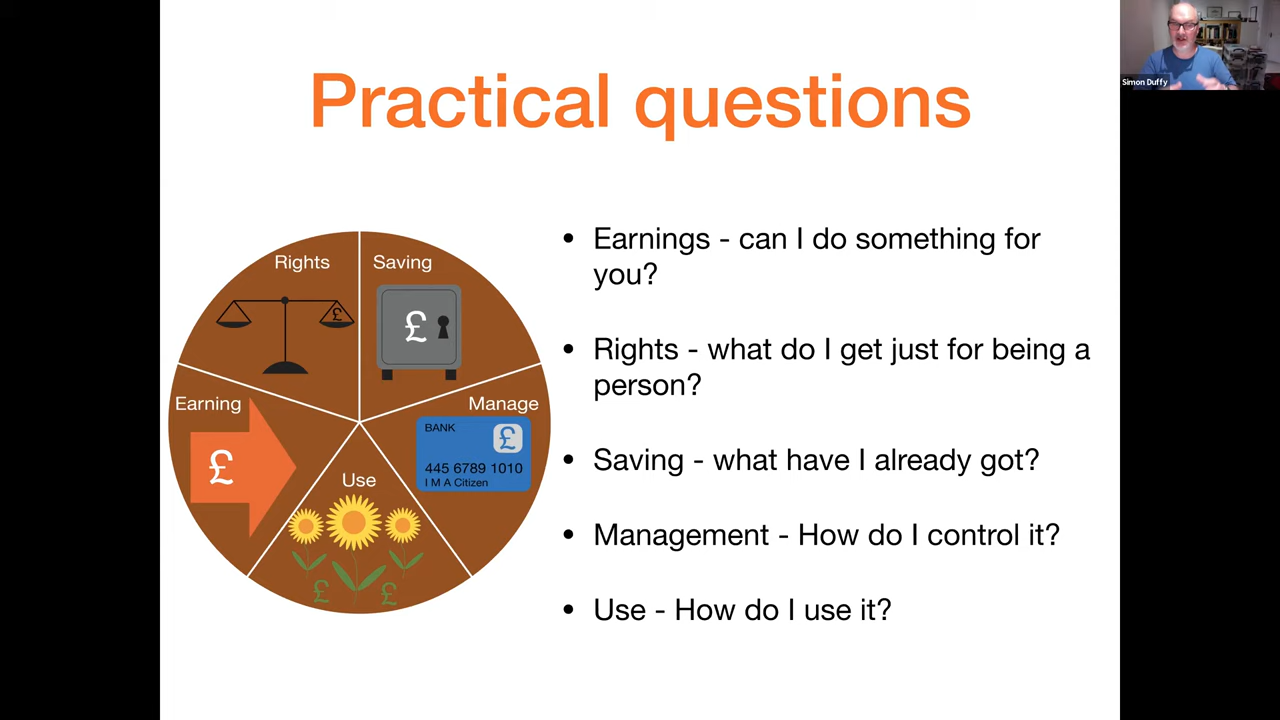 Practical questions
Simon Duffy
Rights
Saving
£
£
Earning
£
Manage
BANK
£
445 6789 1010
I M A Citizen
Use
£
£
• Earnings - can I do something for
you?
• Rights - what do I get just for being a
person?
• Saving - what have I already got?
• Management - How do I control it?
• Use - How do I use it?